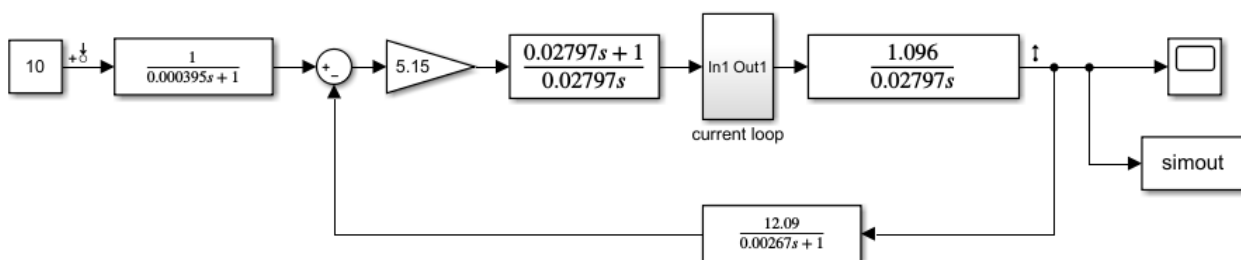 10
1
0.000395s + 1
+
−
5.15
0.02797s + 1
0.02797s
In1 Out1
current loop
1.096
0.02797s
simout
12.09
0.00267s + 1